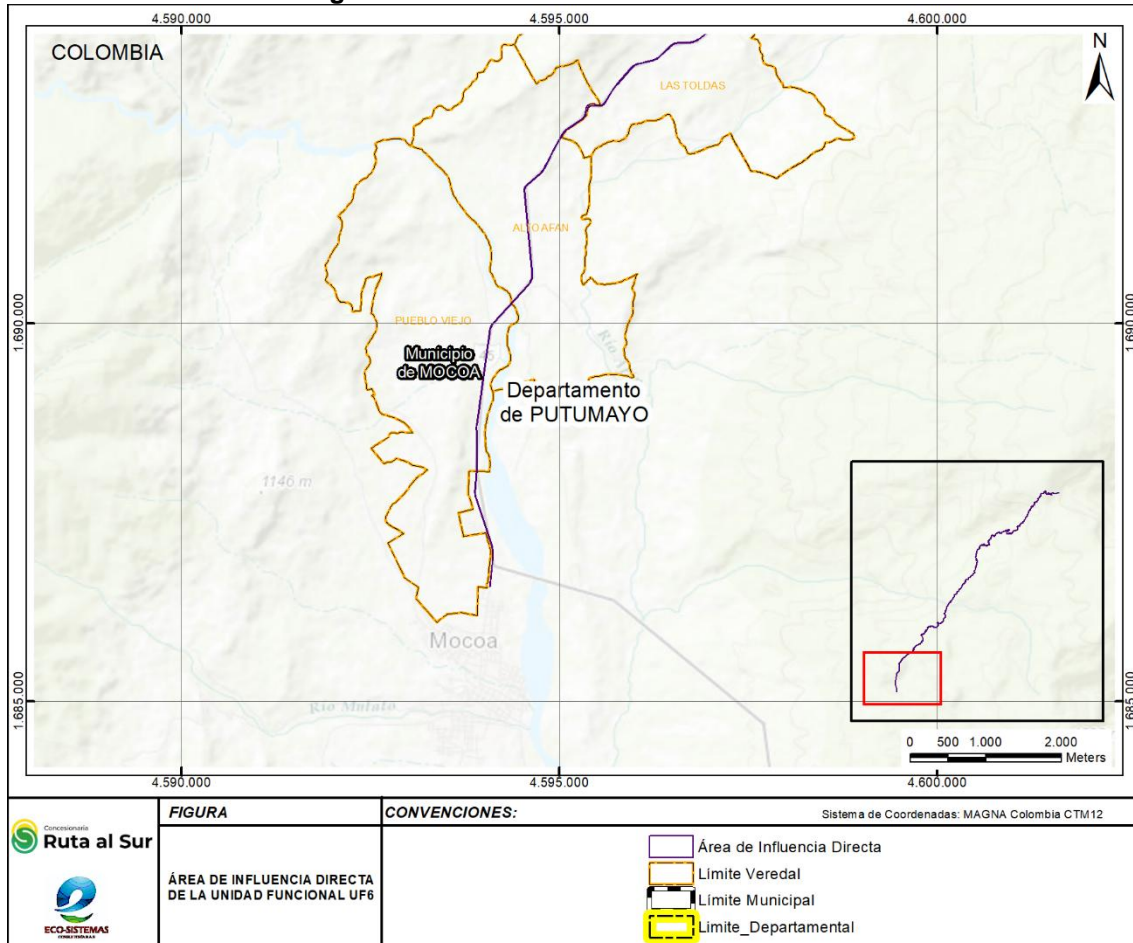 4.590.000 4.595.000 4.600.000
COLOMBIA
N
LAS TOLDAS
ALTO AFAN
1.690.000 1.690.000
PUEBLO VIEJO
45
Municipio
de MOCOA
Departamento
de PUTUMAYO
1146 m
Mocoa
Río Mulato
1.685.000 1.685.000
0 500 1.000 2.000
Meters
4.590.000 4.595.000 4.600.000
Concesionaria
Ruta al Sur
ECO-SISTEMAS
FIGURA
ÁREA DE INFLUENCIA DIRECTA
DE LA UNIDAD FUNCIONAL UF6
CONVENCIONES:
Sistema de Coordenadas: MAGNA Colombia CTM12
Área de Influencia Directa
Límite Veredal
Límite Municipal
Limite_Departamental